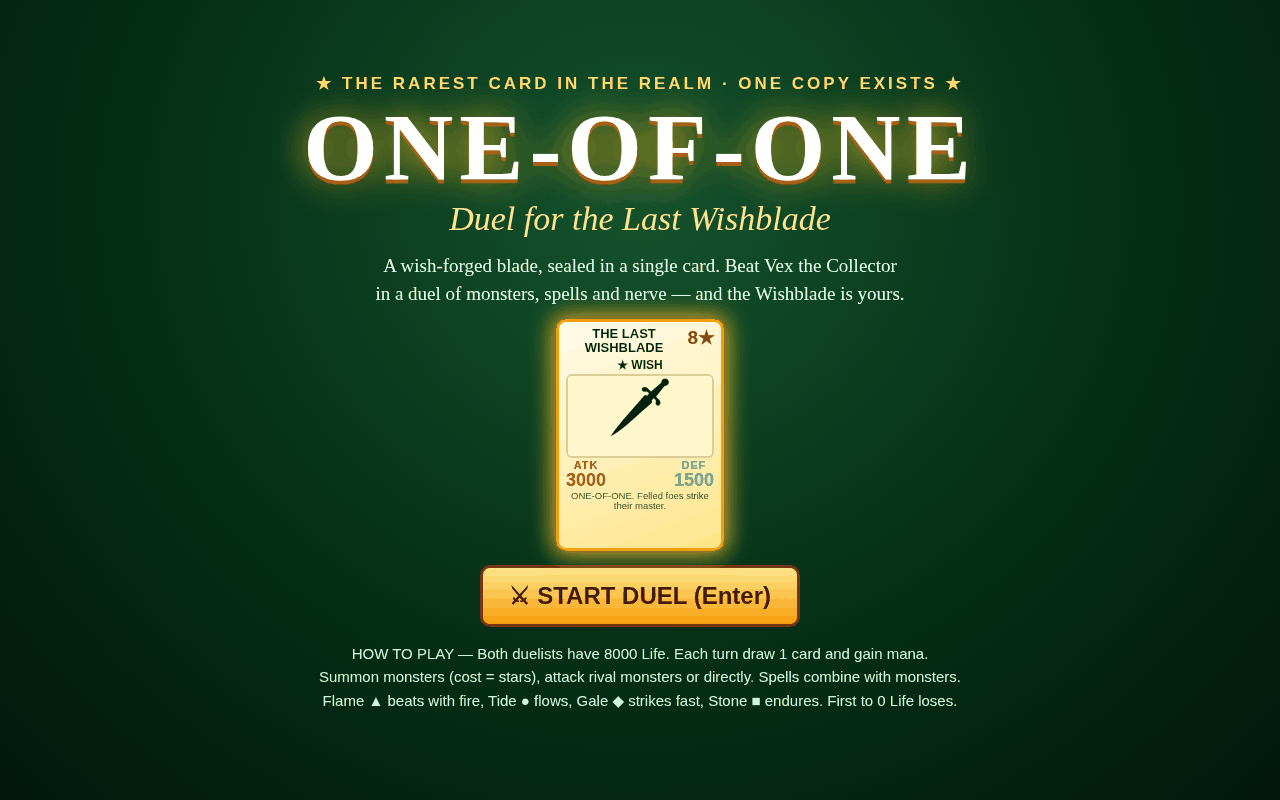 ★ THE RAREST CARD IN THE REALM · ONE COPY EXISTS ★
ONE-OF-ONE
Duel for the Last Wishblade
A wish-forged blade, sealed in a single card. Beat Vex the Collector
in a duel of monsters, spells and nerve — and the Wishblade is yours.
THE LAST
WISHBLADE
8★
★ WISH
ATK
3000
DEF
1500
ONE-OF-ONE. Felled foes strike
their master.
⚔ START DUEL (Enter)
HOW TO PLAY — Both duelists have 8000 Life. Each turn draw 1 card and gain mana.
Summon monsters (cost = stars), attack rival monsters or directly. Spells combine with monsters.
Flame ▲ beats with fire, Tide ● flows, Gale ◆ strikes fast, Stone ■ endures. First to 0 Life loses.